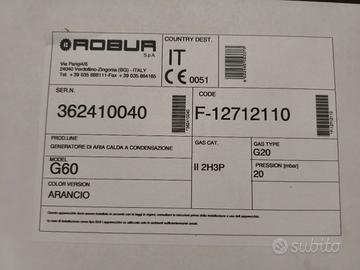 ROBUR
S.p.A.
Via Parigi4/6
24040 Verdellino-Zingonia (BG) - ITALY
Tel. + 39 035 888111-Fax + 39 035 884165
COUNTRY DEST.
IT
CE 0051
SER.N.
362410040
CODE
F-12712110
PROD.LINE
GENERATORE DI ARIA CALDA A CONDENSAZIONE
MODEL
G60
COLOR VERSION
ARANCIO
GAS CAT.
II 2H3P
GAS TYPE
G20
PRESSION [mbar]
20
subito